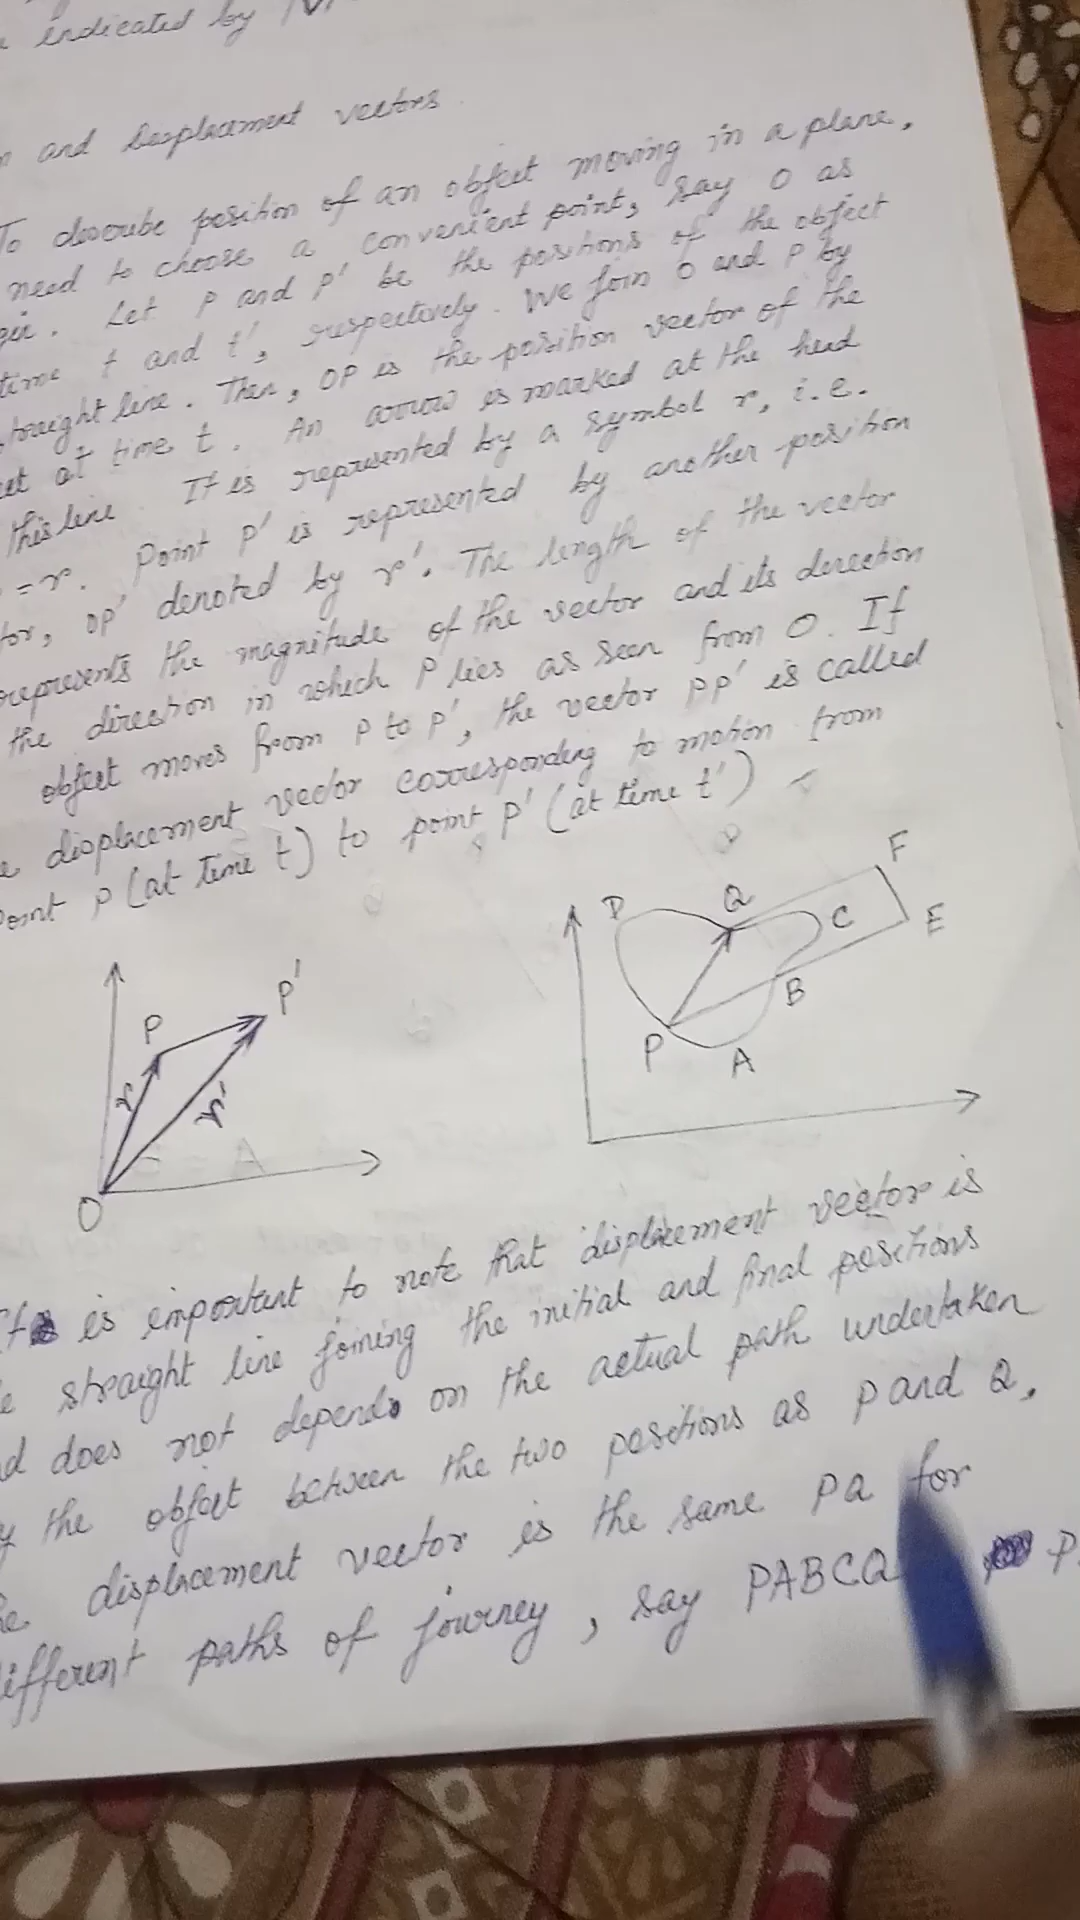 indicated by |V|
and Desplacement vectors
To describe position of an object moving in a plane,
need to choose a convenient point, say O as
gin. Let P and P' be the positions of the object
time t and t', respectively. We join O and P by
straight line. Then, OP is the position vector of the
ect at time t. An arrow is marked at the head
this line. It is represented by a symbol r, i.e.
= r. Point P' is represented by another position
tor, OP' denoted by r'. The length of the vector
represents the magnitude of the vector and its direction
the direction in which P lies as seen from O. If
object moves from P to P', the vector PP' is called
e displacement vector corresponding to motion from
Point P (at time t) to point P' (at time t')
P
P'
r
r'
O
D
Q
F
C
E
B
P
A
It is important to note that displacement vector is
e straight line joining the initial and final positions
d does not depends on the actual path undertaken
y the object between the two positions as P and Q.
he displacement vector is the same PQ for
ifferent paths of journey, say PABCQ P